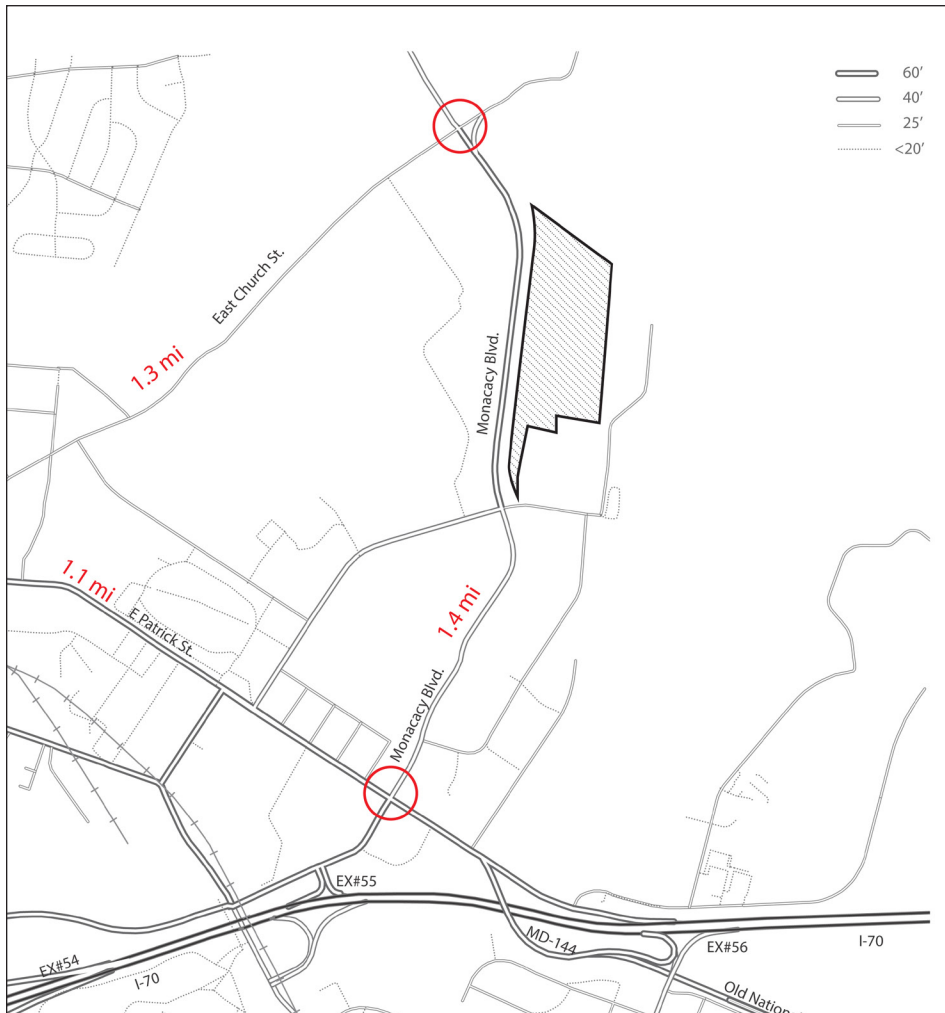 60’
40’
25’
<20’
East Church St.
1.3 mi
Monacacy Blvd.
1.1 mi
E Patrick St.
1.4 mi
Monacacy Blvd.
EX#55
EX#54
I-70
MD-144
EX#56
I-70
Old Nation